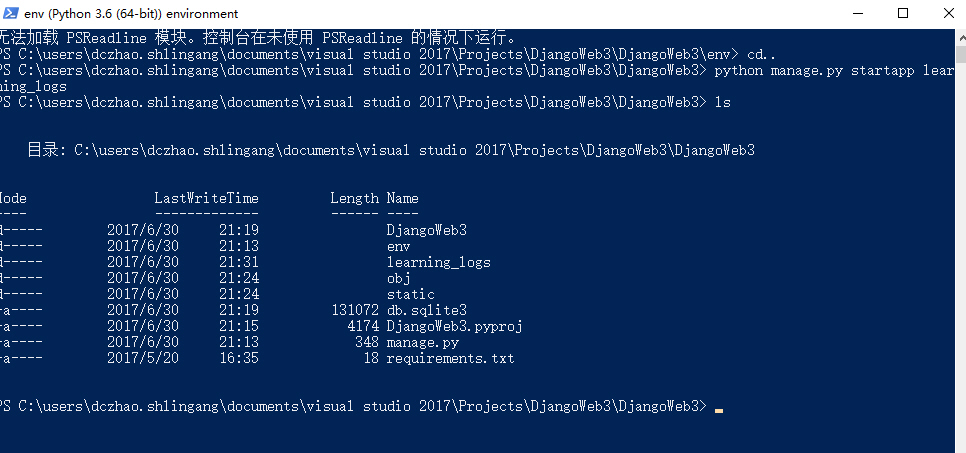 env (Python 3.6 (64-bit)) environment
无法加载 PSReadline 模块。控制台在未使用 PSReadline 的情况下运行。
PS C:\users\dczhao.shlingang\documents\visual studio 2017\Projects\DjangoWeb3\DjangoWeb3\env> cd..
PS C:\users\dczhao.shlingang\documents\visual studio 2017\Projects\DjangoWeb3\DjangoWeb3> python manage.py startapp lear
ning_logs
PS C:\users\dczhao.shlingang\documents\visual studio 2017\Projects\DjangoWeb3\DjangoWeb3> ls
目录: C:\users\dczhao.shlingang\documents\visual studio 2017\Projects\DjangoWeb3\DjangoWeb3
Mode LastWriteTime Length Name
---- ------------- ------ ----
d----- 2017/6/30 21:19 DjangoWeb3
d----- 2017/6/30 21:13 env
d----- 2017/6/30 21:31 learning_logs
d----- 2017/6/30 21:24 obj
d----- 2017/6/30 21:24 static
-a---- 2017/6/30 21:19 131072 db.sqlite3
-a---- 2017/6/30 21:15 4174 DjangoWeb3.pyproj
-a---- 2017/6/30 21:13 348 manage.py
-a---- 2017/5/20 16:35 18 requirements.txt
PS C:\users\dczhao.shlingang\documents\visual studio 2017\Projects\DjangoWeb3\DjangoWeb3>